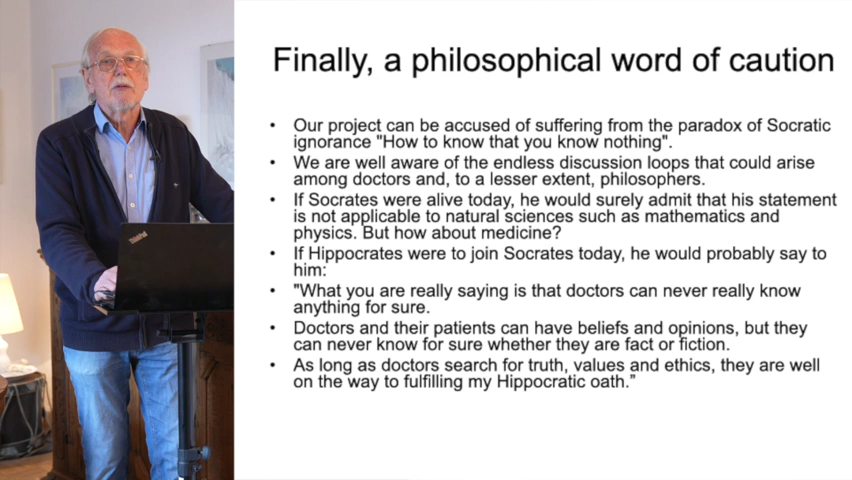 Finally, a philosophical word of caution
• Our project can be accused of suffering from the paradox of Socratic
ignorance "How to know that you know nothing".
• We are well aware of the endless discussion loops that could arise
among doctors and, to a lesser extent, philosophers.
• If Socrates were alive today, he would surely admit that his statement
is not applicable to natural sciences such as mathematics and
physics. But how about medicine?
• If Hippocrates were to join Socrates today, he would probably say to
him:
• "What you are really saying is that doctors can never really know
anything for sure.
• Doctors and their patients can have beliefs and opinions, but they
can never know for sure whether they are fact or fiction.
• As long as doctors search for truth, values and ethics, they are well
on the way to fulfilling my Hippocratic oath."
ThinkPad